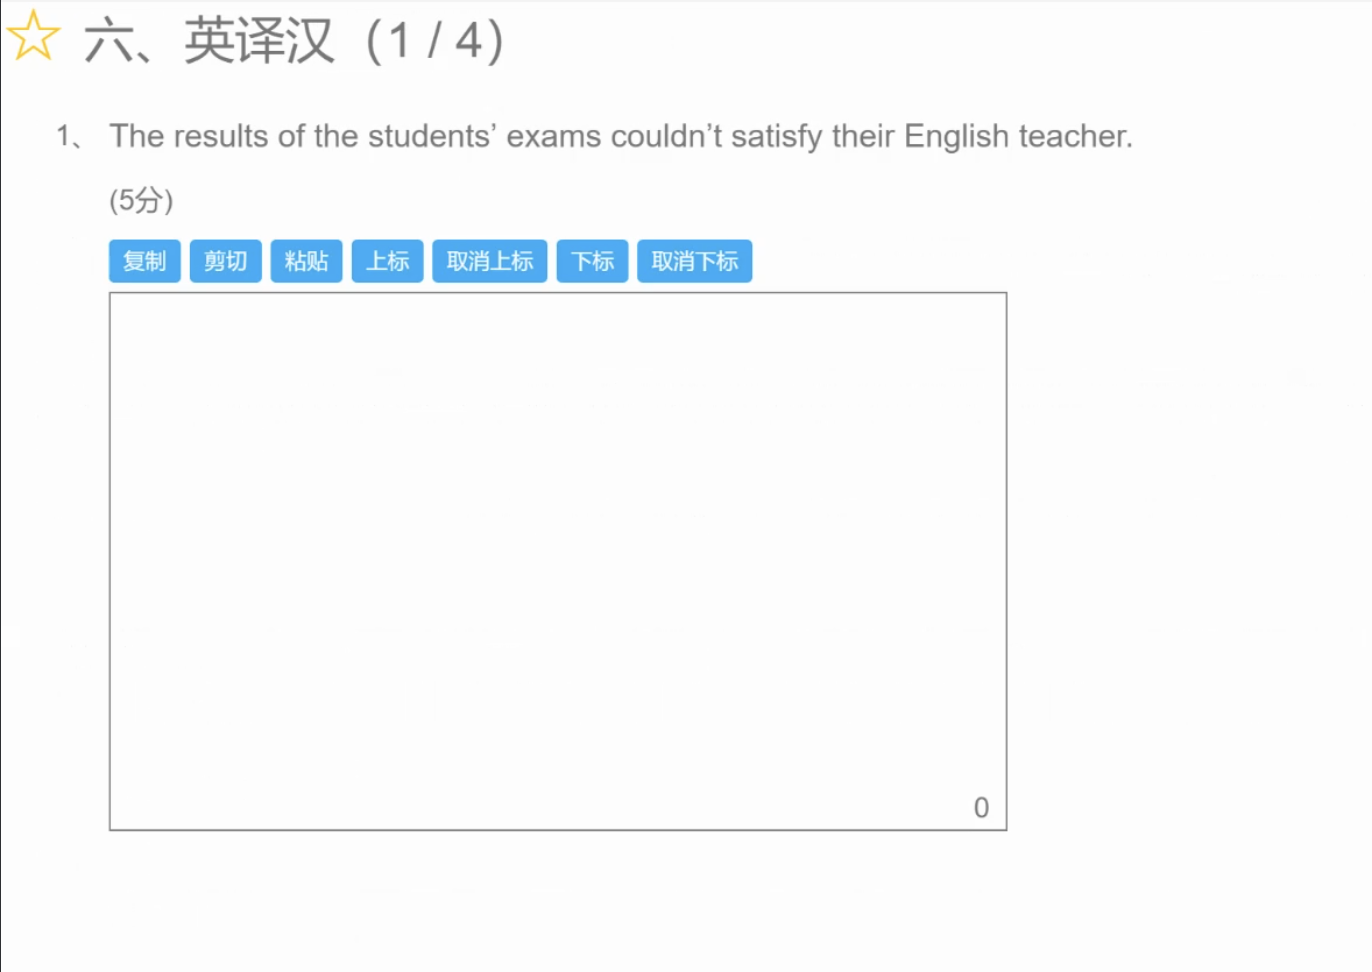 六、英译汉（1 / 4）
1、 The results of the students’ exams couldn’t satisfy their English teacher.
(5分)
复制 剪切 粘贴 上标 取消上标 下标 取消下标
0